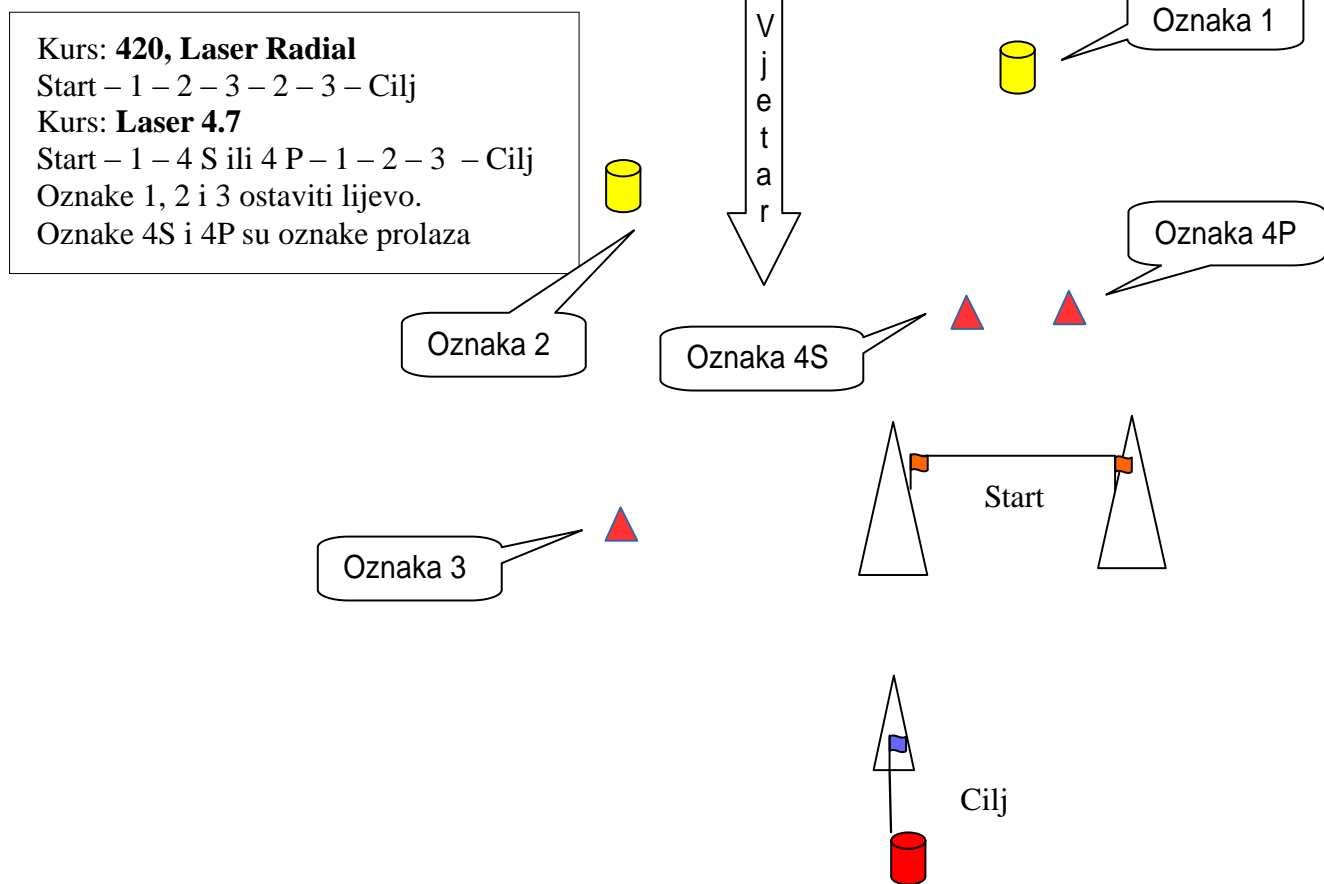 Kurs: 420, Laser Radial
Start – 1 – 2 – 3 – 2 – 3 – Cilj
Kurs: Laser 4.7
Start – 1 – 4 S ili 4 P – 1 – 2 – 3 – Cilj
Oznake 1, 2 i 3 ostaviti lijevo.
Oznake 4S i 4P su oznake prolaza
Vjetar
Oznaka 1
Oznaka 4P
Oznaka 2
Oznaka 4S
Start
Oznaka 3
Cilj